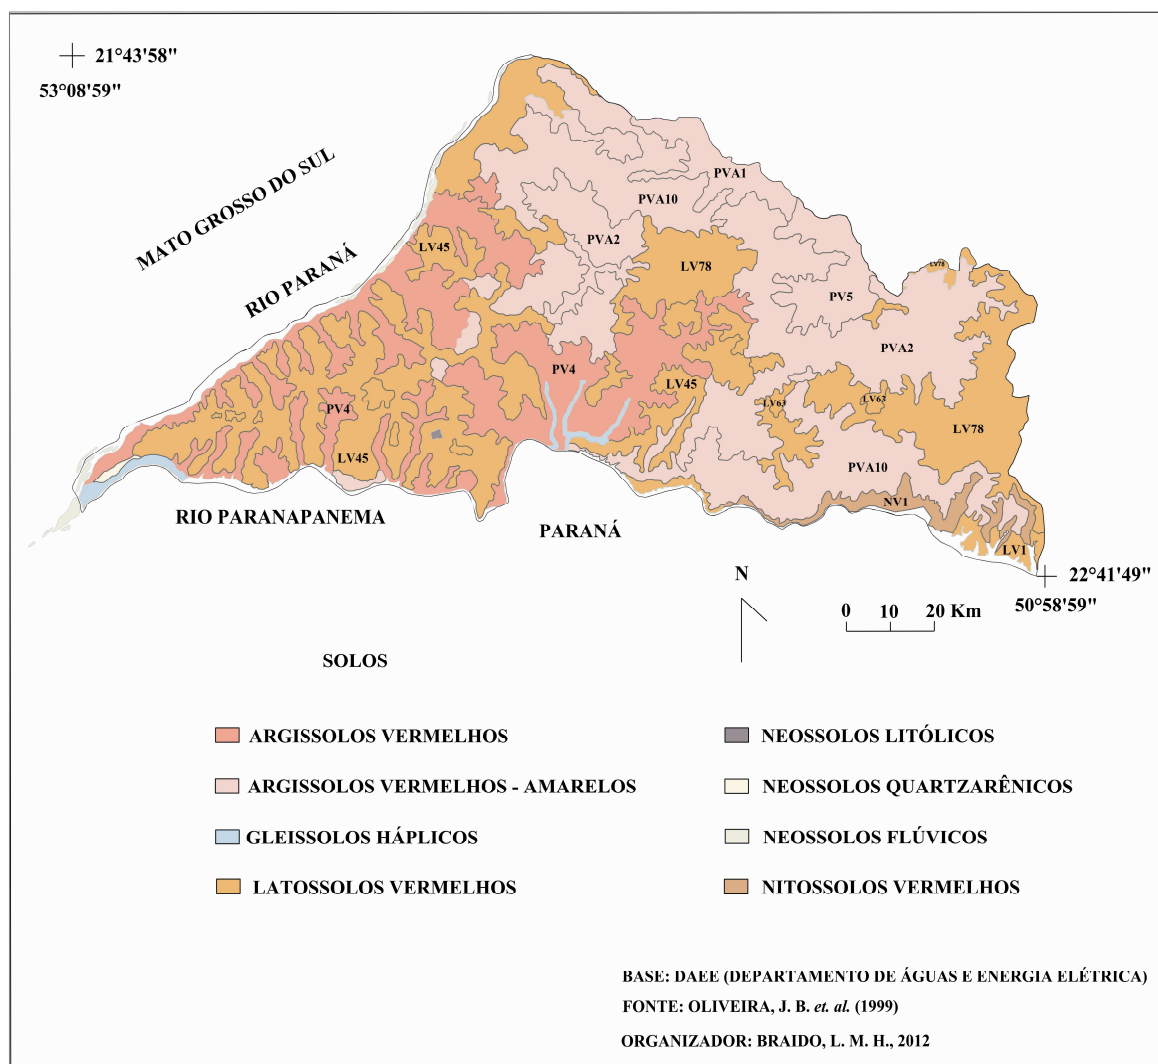 21°43'58"
53°08'59"
MATO GROSSO DO SUL
RIO PARANÁ
PVA1
PVA10
PVA2
LV45
LV78
LV78
PV5
PVA2
PV4
LV45
LV63
LV63
PV4
LV78
LV45
PVA10
NV1
RIO PARANAPANEMA
PARANÁ
LV1
22°41'49"
50°58'59"
N
0 10 20 Km
SOLOS
ARGISSOLOS VERMELHOS
ARGISSOLOS VERMELHOS - AMARELOS
GLEISSOLOS HÁPLICOS
LATOSSOLOS VERMELHOS
NEOSSOLOS LITÓLICOS
NEOSSOLOS QUARTZARÊNICOS
NEOSSOLOS FLÚVICOS
NITOSSOLOS VERMELHOS
BASE: DAEE (DEPARTAMENTO DE ÁGUAS E ENERGIA ELÉTRICA)
FONTE: OLIVEIRA, J. B. et. al. (1999)
ORGANIZADOR: BRAIDO, L. M. H., 2012